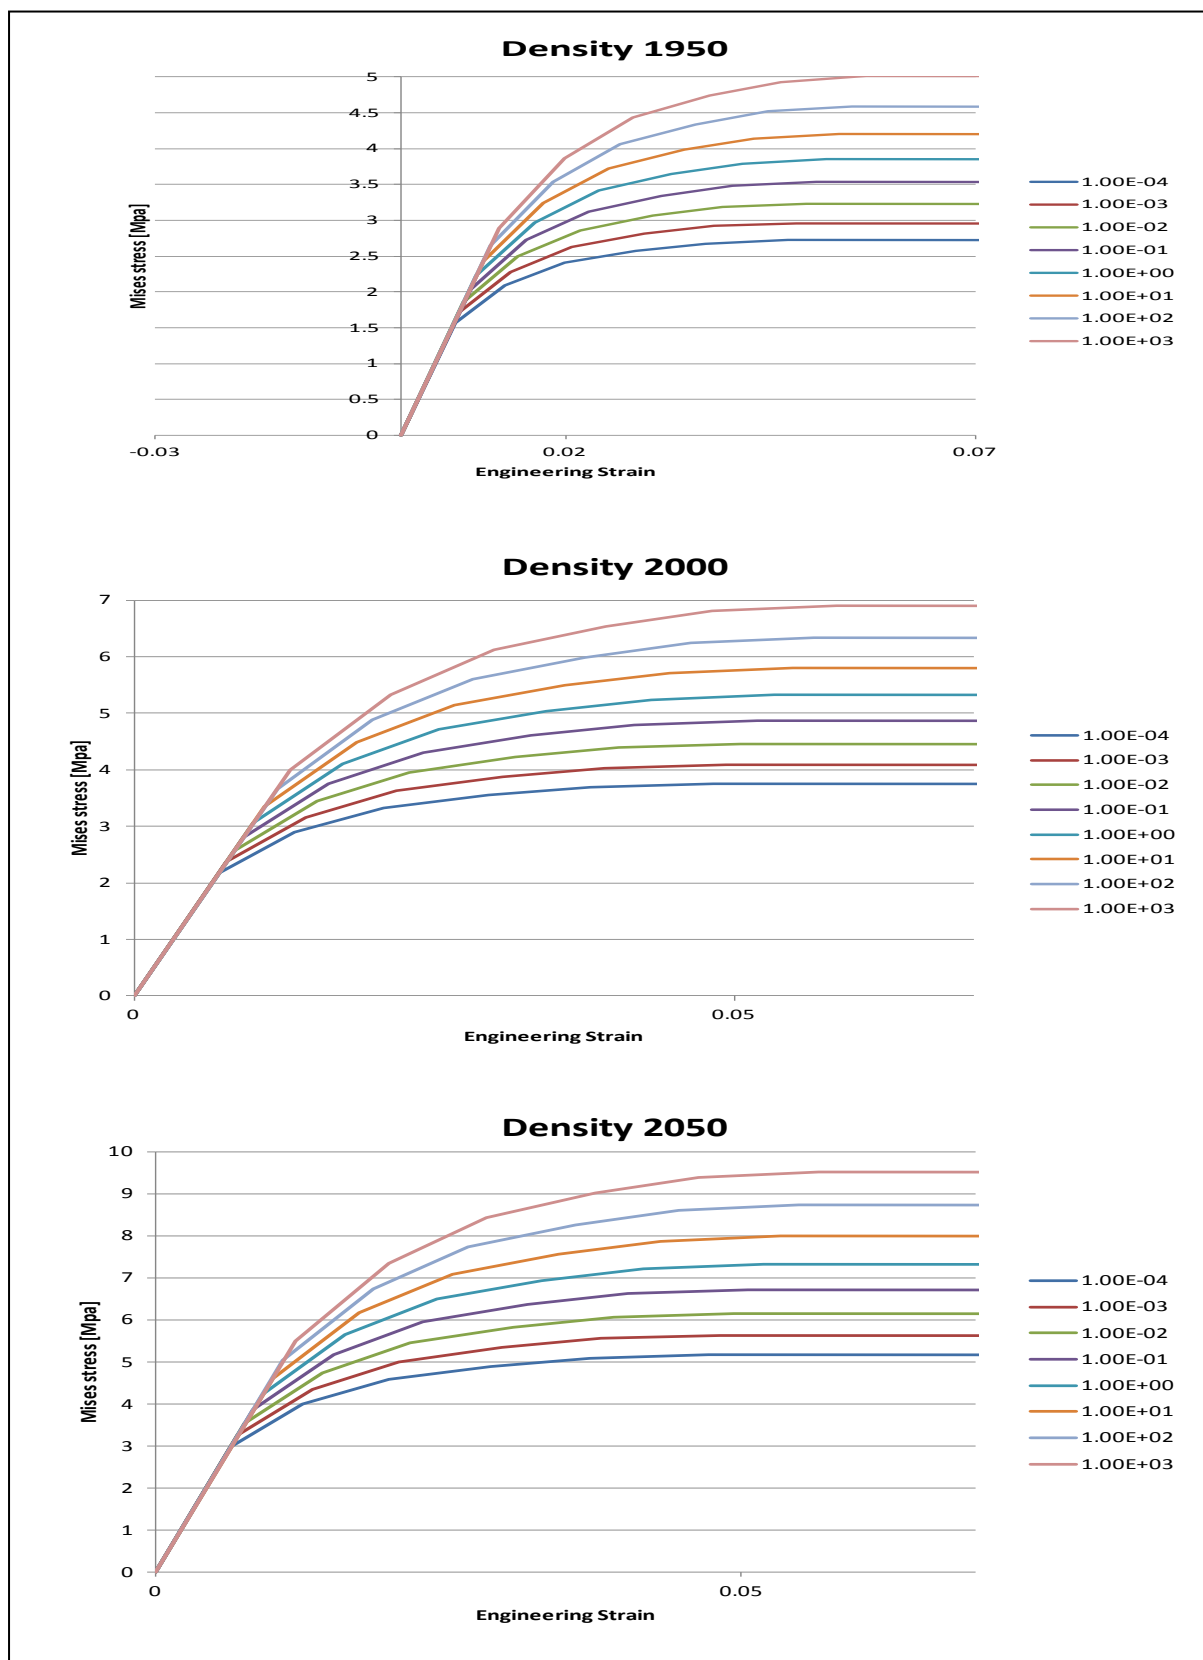 Density 1950
5
4.5
4
3.5
3
2.5
2
1.5
1
0.5
0
-0.03
0.02
0.07
Mises stress [Mpa]
Engineering Strain
1.00E-04
1.00E-03
1.00E-02
1.00E-01
1.00E+00
1.00E+01
1.00E+02
1.00E+03
Density 2000
7
6
5
4
3
2
1
0
0
0.05
Mises stress [Mpa]
Engineering Strain
1.00E-04
1.00E-03
1.00E-02
1.00E-01
1.00E+00
1.00E+01
1.00E+02
1.00E+03
Density 2050
10
9
8
7
6
5
4
3
2
1
0
0
0.05
Mises stress [Mpa]
Engineering Strain
1.00E-04
1.00E-03
1.00E-02
1.00E-01
1.00E+00
1.00E+01
1.00E+02
1.00E+03